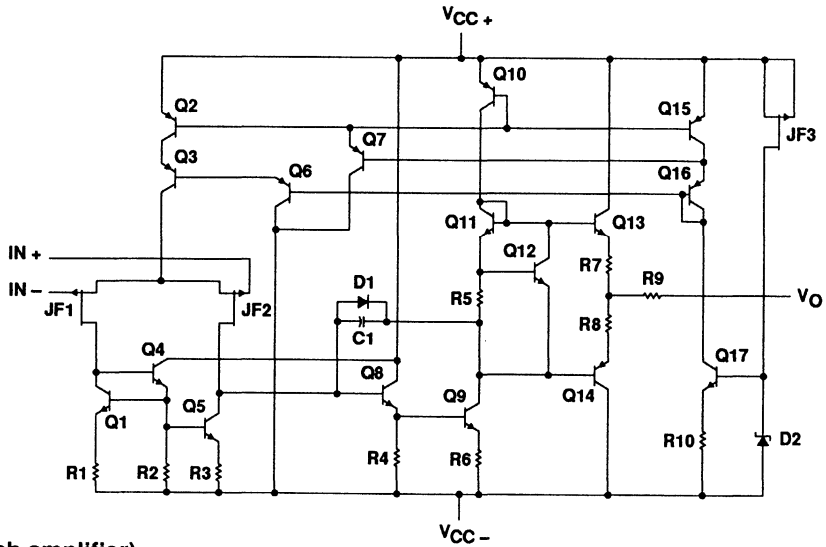 VCC+
Q10
Q2
Q7
Q15
JF3
Q3
Q6
Q16
Q11
Q13
Q12
IN +
R7
R9
D1
IN −
R5
VO
JF1
JF2
R8
C1
Q4
Q8
Q17
Q9
Q14
Q5
Q1
R10
D2
R1
R2
R3
R4
R6
VCC−